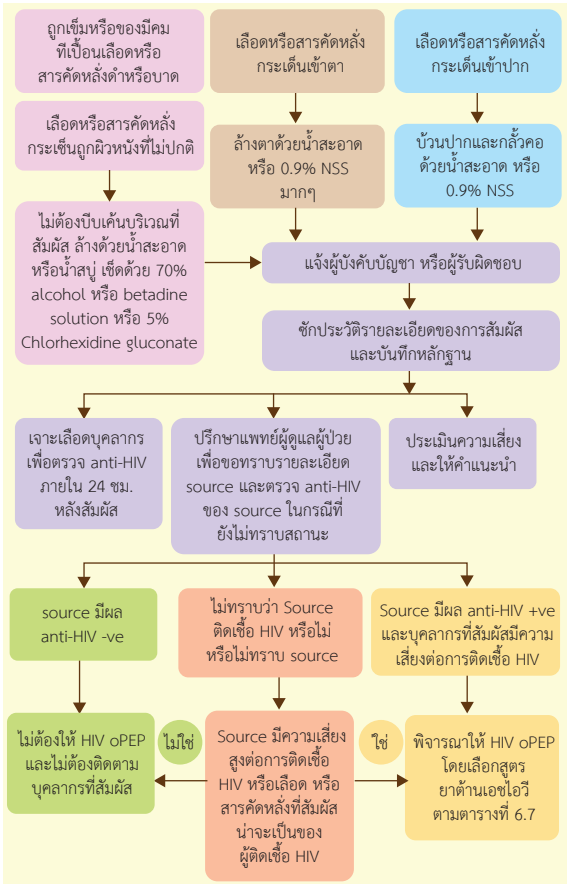 ถูกเข็มหรือของมีคม
ทีเปื้อนเลือดหรือ
สารคัดหลั่งตำหรือบาด
เลือดหรือสารคัดหลั่ง
กระเด็นเข้าตา
เลือดหรือสารคัดหลั่ง
กระเด็นเข้าปาก
เลือดหรือสารคัดหลั่ง
กระเซ็นถูกผิวหนังที่ไม่ปกติ
ล้างตาด้วยน้ำสะอาด
หรือ 0.9% NSS
มากๆ
บ้วนปากและกลั้วคอ
ด้วยน้ำสะอาด หรือ
0.9% NSS
ไม่ต้องบีบเค้นบริเวณที่
สัมผัส ล้างด้วยน้ำสะอาด
หรือน้ำสบู่ เช็ดด้วย 70%
alcohol หรือ betadine
solution หรือ 5%
Chlorhexidine gluconate
แจ้งผู้บังคับบัญชา หรือผู้รับผิดชอบ
ซักประวัติรายละเอียดของการสัมผัส
และบันทึกหลักฐาน
เจาะเลือดบุคลากร
เพื่อตรวจ anti-HIV
ภายใน 24 ชม.
หลังสัมผัส
ปรึกษาแพทย์ผู้ดูแลผู้ป่วย
เพื่อขอทราบรายละเอียด
source และตรวจ anti-HIV
ของ source ในกรณีที่
ยังไม่ทราบสถานะ
ประเมินความเสี่ยง
และให้คำแนะนำ
source มีผล
anti-HIV -ve
ไม่ทราบว่า Source
ติดเชื้อ HIV หรือไม่
หรือไม่ทราบ source
Source มีผล anti-HIV +ve
และบุคลากรที่สัมผัสมีความ
เสี่ยงต่อการติดเชื้อ HIV
ไม่ต้องให้ HIV oPEP
และไม่ต้องติดตาม
บุคลากรที่สัมผัส
ไม่ใช่
Source มีความเสี่ยง
สูงต่อการติดเชื้อ
HIV หรือเลือด หรือ
สารคัดหลั่งที่สัมผัส
น่าจะเป็นของ
ผู้ติดเชื้อ HIV
ใช่
พิจารณาให้ HIV oPEP
โดยเลือกสูตร
ยาต้านเอชไอวี
ตามตารางที่ 6.7